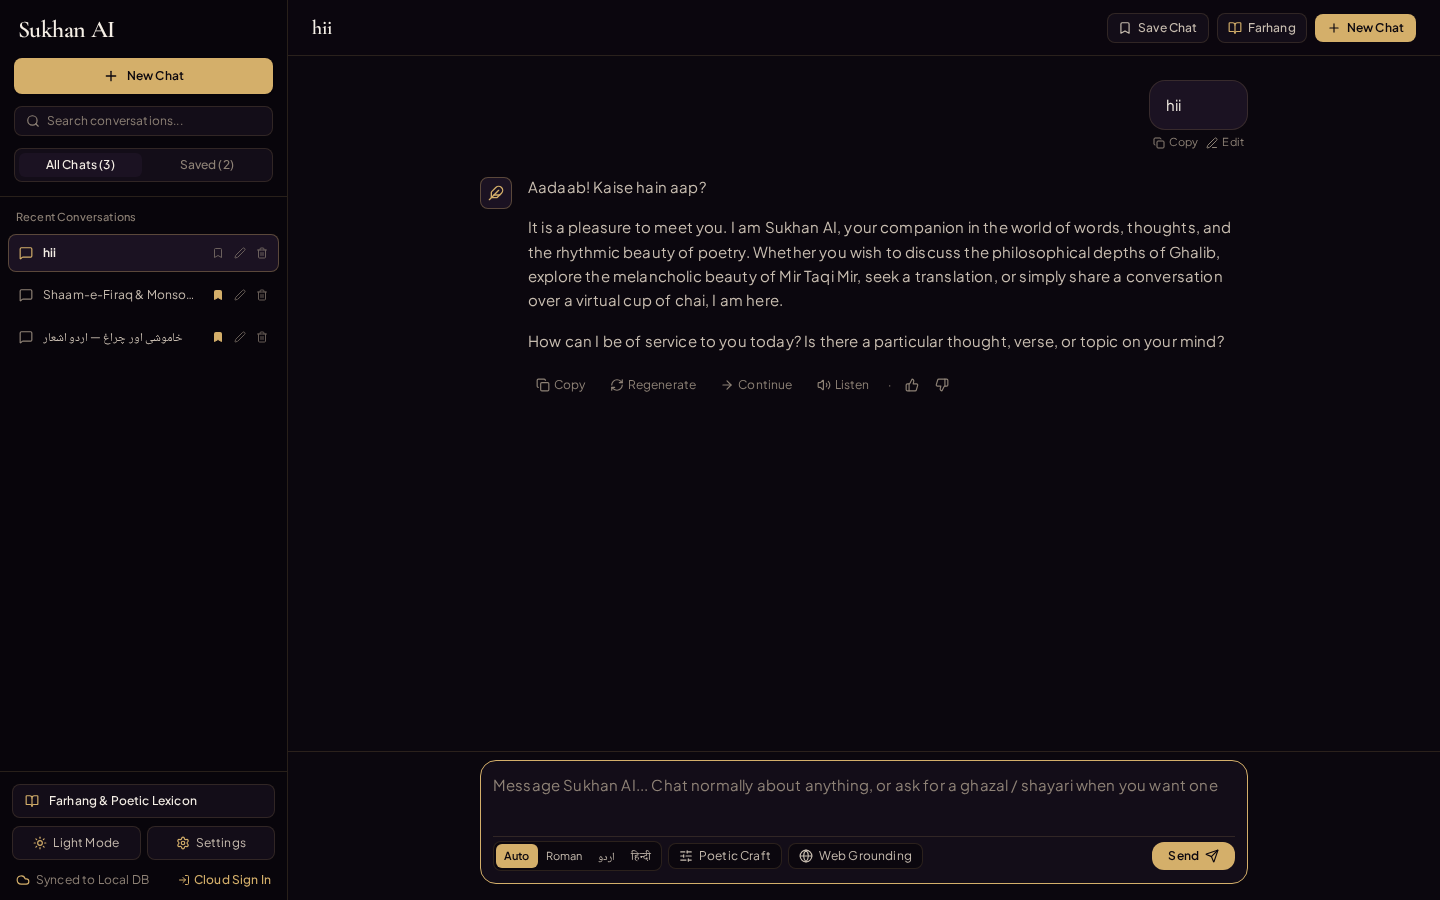 Sukhan AI
New Chat
Search conversations...
All Chats (3)
Saved (2)
Recent Conversations
hii
Shaam-e-Firaq & Monso...
خاموشی اور چراغ — اردو اشعار
Farhang & Poetic Lexicon
Light Mode
Settings
Synced to Local DB
Cloud Sign In
hii
Save Chat
Farhang
New Chat
hii
Copy
Edit
Aadaab! Kaise hain aap?
It is a pleasure to meet you. I am Sukhan AI, your companion in the world of words, thoughts, and
the rhythmic beauty of poetry. Whether you wish to discuss the philosophical depths of Ghalib,
explore the melancholic beauty of Mir Taqi Mir, seek a translation, or simply share a conversation
over a virtual cup of chai, I am here.
How can I be of service to you today? Is there a particular thought, verse, or topic on your mind?
Copy
Regenerate
Continue
Listen
Message Sukhan AI... Chat normally about anything, or ask for a ghazal / shayari when you want one
Auto
Roman
اردو
हिन्दी
Poetic Craft
Web Grounding
Send